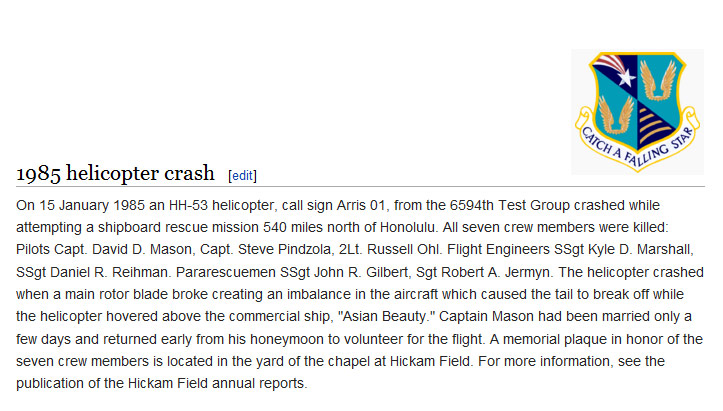 CATCH A FALLING STAR
1985 helicopter crash [edit]
On 15 January 1985 an HH-53 helicopter, call sign Arris 01, from the 6594th Test Group crashed while
attempting a shipboard rescue mission 540 miles north of Honolulu. All seven crew members were killed:
Pilots Capt. David D. Mason, Capt. Steve Pindzola, 2Lt. Russell Ohl. Flight Engineers SSgt Kyle D. Marshall,
SSgt Daniel R. Reihman. Pararescuemen SSgt John R. Gilbert, Sgt Robert A. Jermyn. The helicopter crashed
when a main rotor blade broke creating an imbalance in the aircraft which caused the tail to break off while
the helicopter hovered above the commercial ship, "Asian Beauty." Captain Mason had been married only a
few days and returned early from his honeymoon to volunteer for the flight. A memorial plaque in honor of the
seven crew members is located in the yard of the chapel at Hickam Field. For more information, see the
publication of the Hickam Field annual reports.